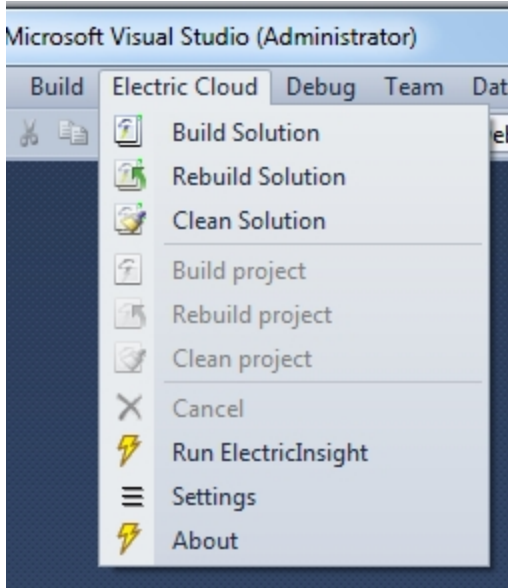 Microsoft Visual Studio (Administrator)
Build Electric Cloud Debug Team
Build Solution
Rebuild Solution
Clean Solution
Build project
Rebuild project
Clean project
Cancel
Run ElectricInsight
Settings
About